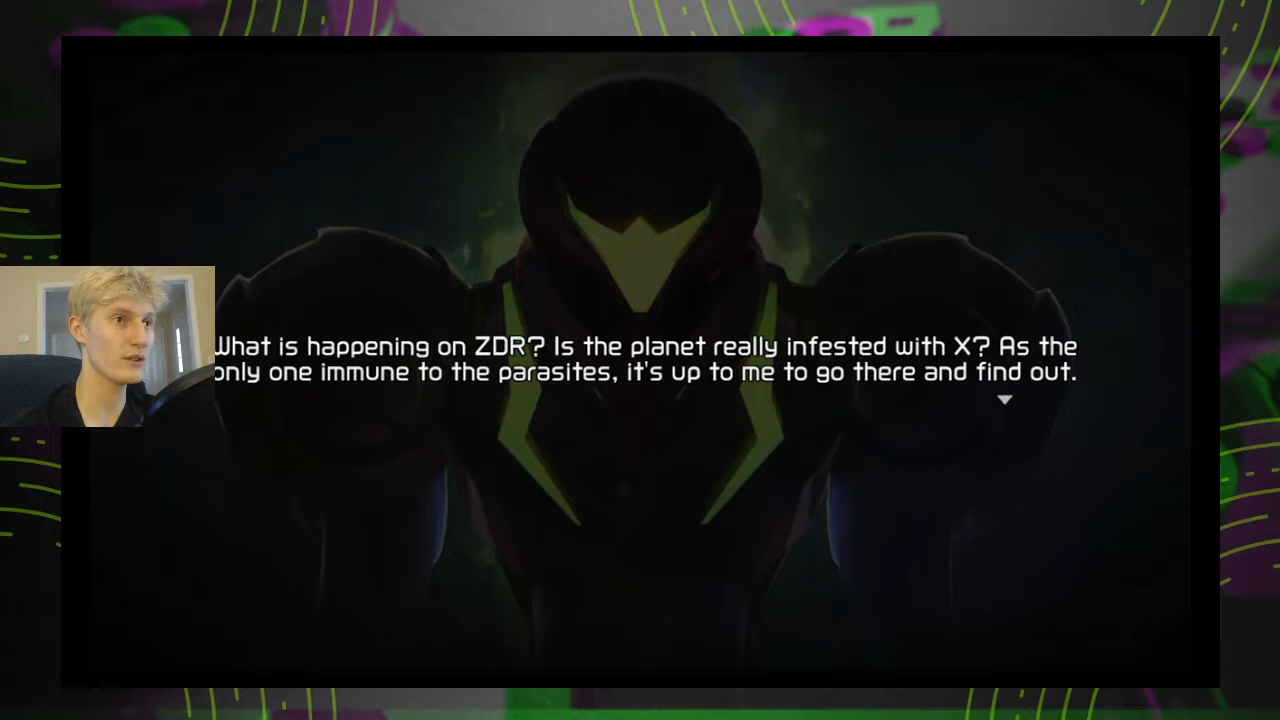 What is happening on ZDR? Is the planet really infested with X? As the
only one immune to the parasites, it's up to me to go there and find out.